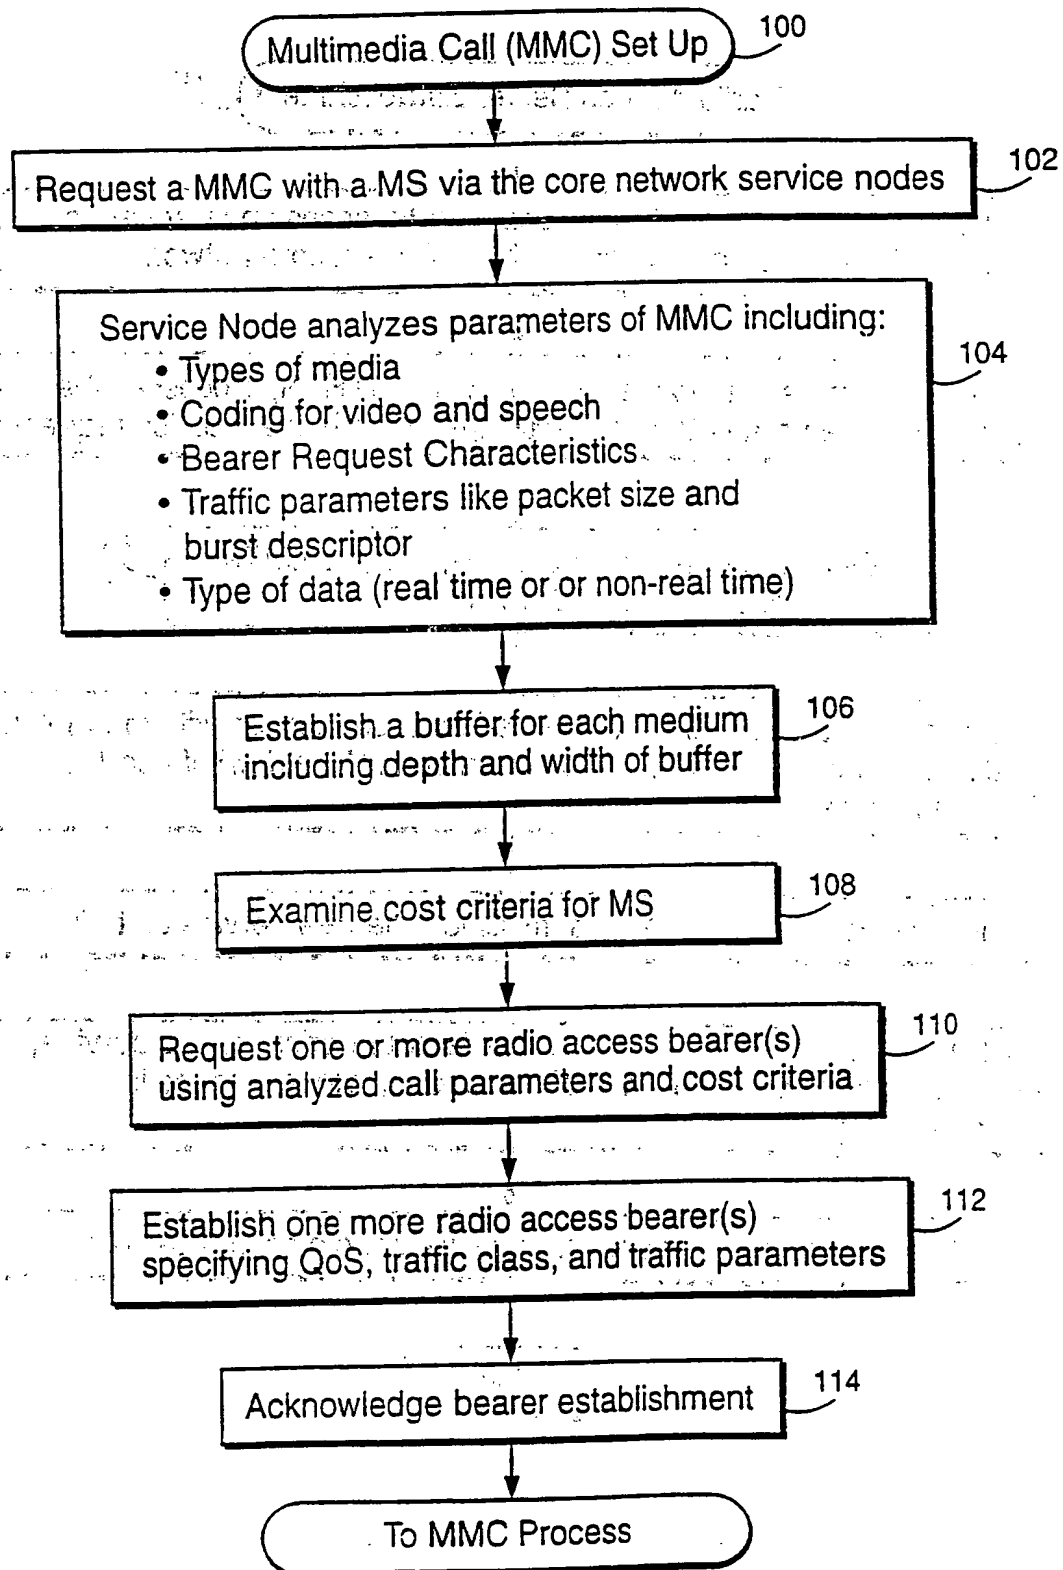 Multimedia Call (MMC) Set Up
100
Request a MMC with a MS via the core network service nodes
102
Service Node analyzes parameters of MMC including:
• Types of media
• Coding for video and speech
• Bearer Request Characteristics
• Traffic parameters like packet size and
burst descriptor
• Type of data (real time or or non-real time)
104
Establish a buffer for each medium
including depth and width of buffer
106
Examine cost criteria for MS
108
Request one or more radio access bearer(s)
using analyzed call parameters and cost criteria
110
Establish one more radio access bearer(s)
specifying QoS, traffic class, and traffic parameters
112
Acknowledge bearer establishment
114
To MMC Process